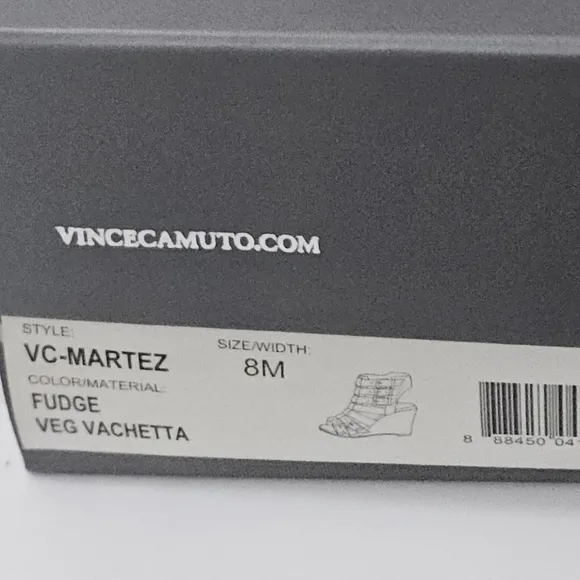 VINCECAMUTO.COM
STYLE:
VC-MARTEZ
SIZE/WIDTH:
8M
COLOR/MATERIAL:
FUDGE
VEG VACHETTA
8 88450 04